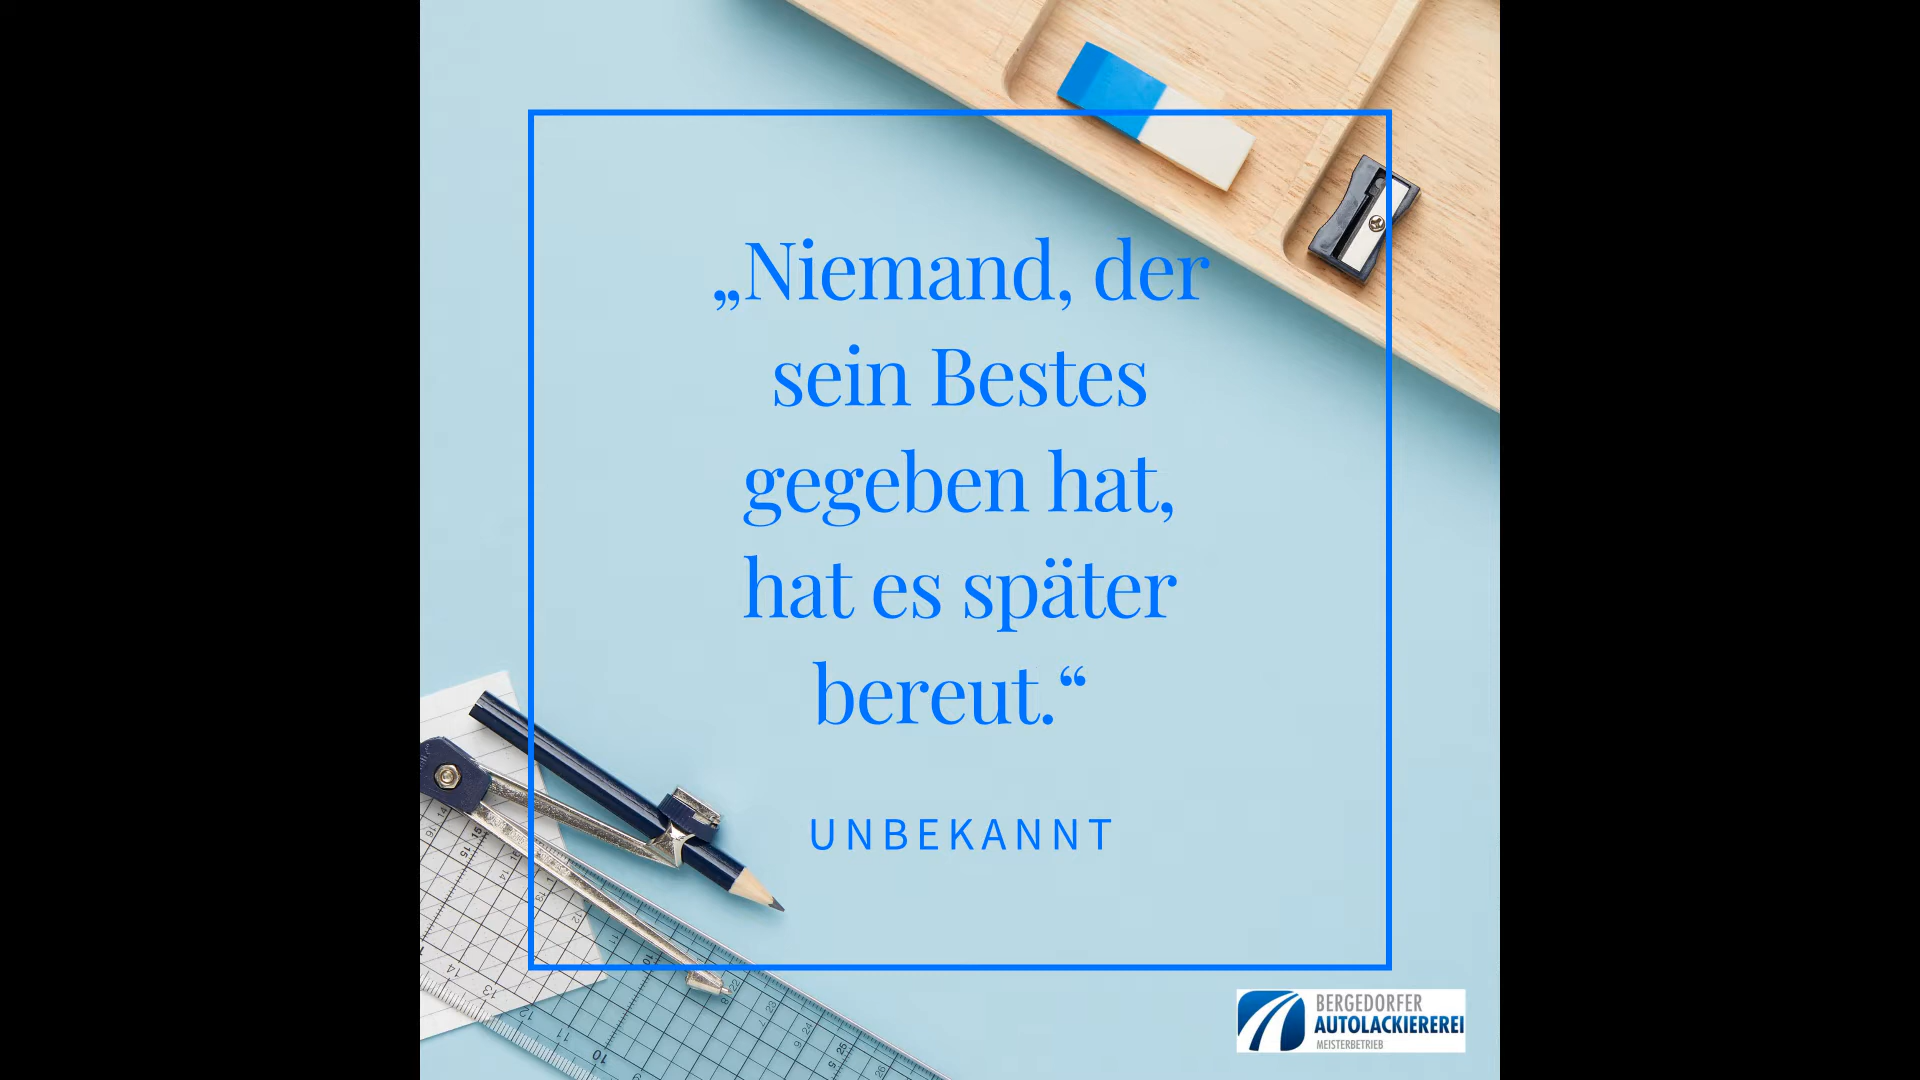 „Niemand, der
sein Bestes
gegeben hat,
hat es später
bereut.“
UNBEKANNT
BERGEDORFER
AUTOLACKIEREREI
MEISTERBETRIEB